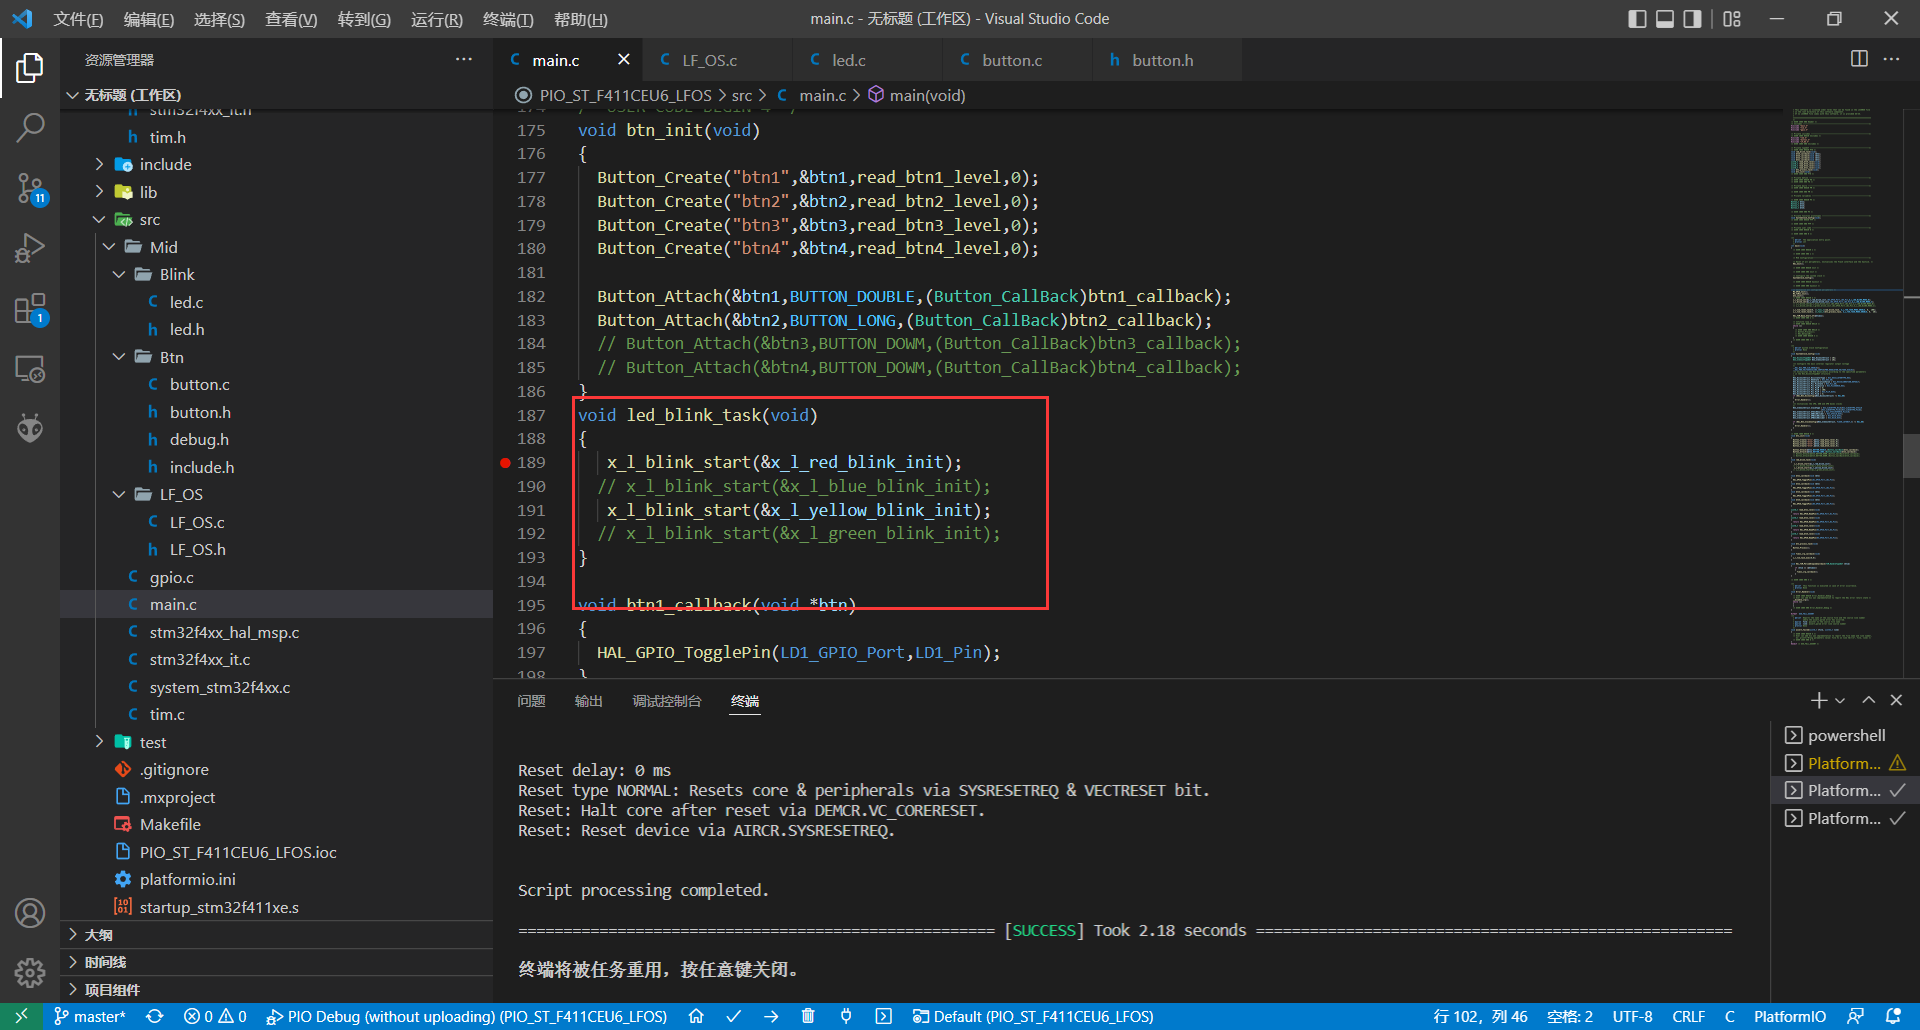 文件(F) 编辑(E) 选择(S) 查看(V) 转到(G) 运行(R) 终端(T) 帮助(H) main.c - 无标题 (工作区) - Visual Studio Code
资源管理器
main.c LF_OS.c led.c button.c button.h
无标题 (工作区)
PIO_ST_F411CEU6_LFOS > src > C main.c > main(void)
stm32f4xx_it.h
tim.h
include
lib
src
Mid
Blink
led.c
led.h
Btn
button.c
button.h
debug.h
include.h
LF_OS
LF_OS.c
LF_OS.h
gpio.c
main.c
stm32f4xx_hal_msp.c
stm32f4xx_it.c
system_stm32f4xx.c
tim.c
test
.gitignore
.mxproject
Makefile
PIO_ST_F411CEU6_LFOS.ioc
platformio.ini
startup_stm32f411xe.s
大纲
时间线
项目组件
174 /* USER CODE BEGIN 4 */
175 void btn_init(void)
176 {
177 Button_Create("btn1",&btn1,read_btn1_level,0);
178 Button_Create("btn2",&btn2,read_btn2_level,0);
179 Button_Create("btn3",&btn3,read_btn3_level,0);
180 Button_Create("btn4",&btn4,read_btn4_level,0);
181
182 Button_Attach(&btn1,BUTTON_DOUBLE,(Button_CallBack)btn1_callback);
183 Button_Attach(&btn2,BUTTON_LONG,(Button_CallBack)btn2_callback);
184 // Button_Attach(&btn3,BUTTON_DOWM,(Button_CallBack)btn3_callback);
185 // Button_Attach(&btn4,BUTTON_DOWM,(Button_CallBack)btn4_callback);
186 }
187 void led_blink_task(void)
188 {
189 x_l_blink_start(&x_l_red_blink_init);
190 // x_l_blink_start(&x_l_blue_blink_init);
191 x_l_blink_start(&x_l_yellow_blink_init);
192 // x_l_blink_start(&x_l_green_blink_init);
193 }
194
195 void btn1_callback(void *btn)
196 {
197 HAL_GPIO_TogglePin(LD1_GPIO_Port,LD1_Pin);
198 }
问题 输出 调试控制台 终端
Reset delay: 0 ms
Reset type NORMAL: Resets core & peripherals via SYSRESETREQ & VECTRESET bit.
Reset: Halt core after reset via DEMCR.VC_CORERESET.
Reset: Reset device via AIRCR.SYSRESETREQ.
Script processing completed.
===================================================== [SUCCESS] Took 2.18 seconds =====================================================
终端将被任务重用，按任意键关闭。
powershell
Platform...
Platform...
Platform...
11
1
master* 0 0 PIO Debug (without uploading) (PIO_ST_F411CEU6_LFOS) Default (PIO_ST_F411CEU6_LFOS) 行 102，列 46 空格: 2 UTF-8 CRLF C PlatformIO